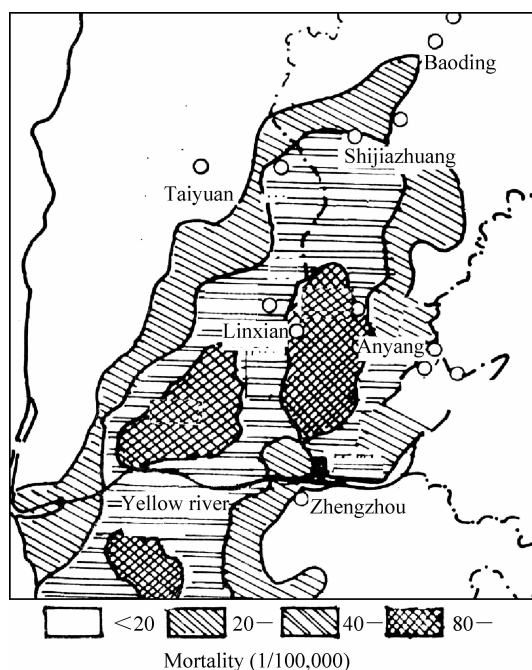 Baoding
Shijiazhuang
Taiyuan
Linxian
Anyang
Yellow river
Zhengzhou
<20 20— 40— 80—
Mortality (1/100,000)